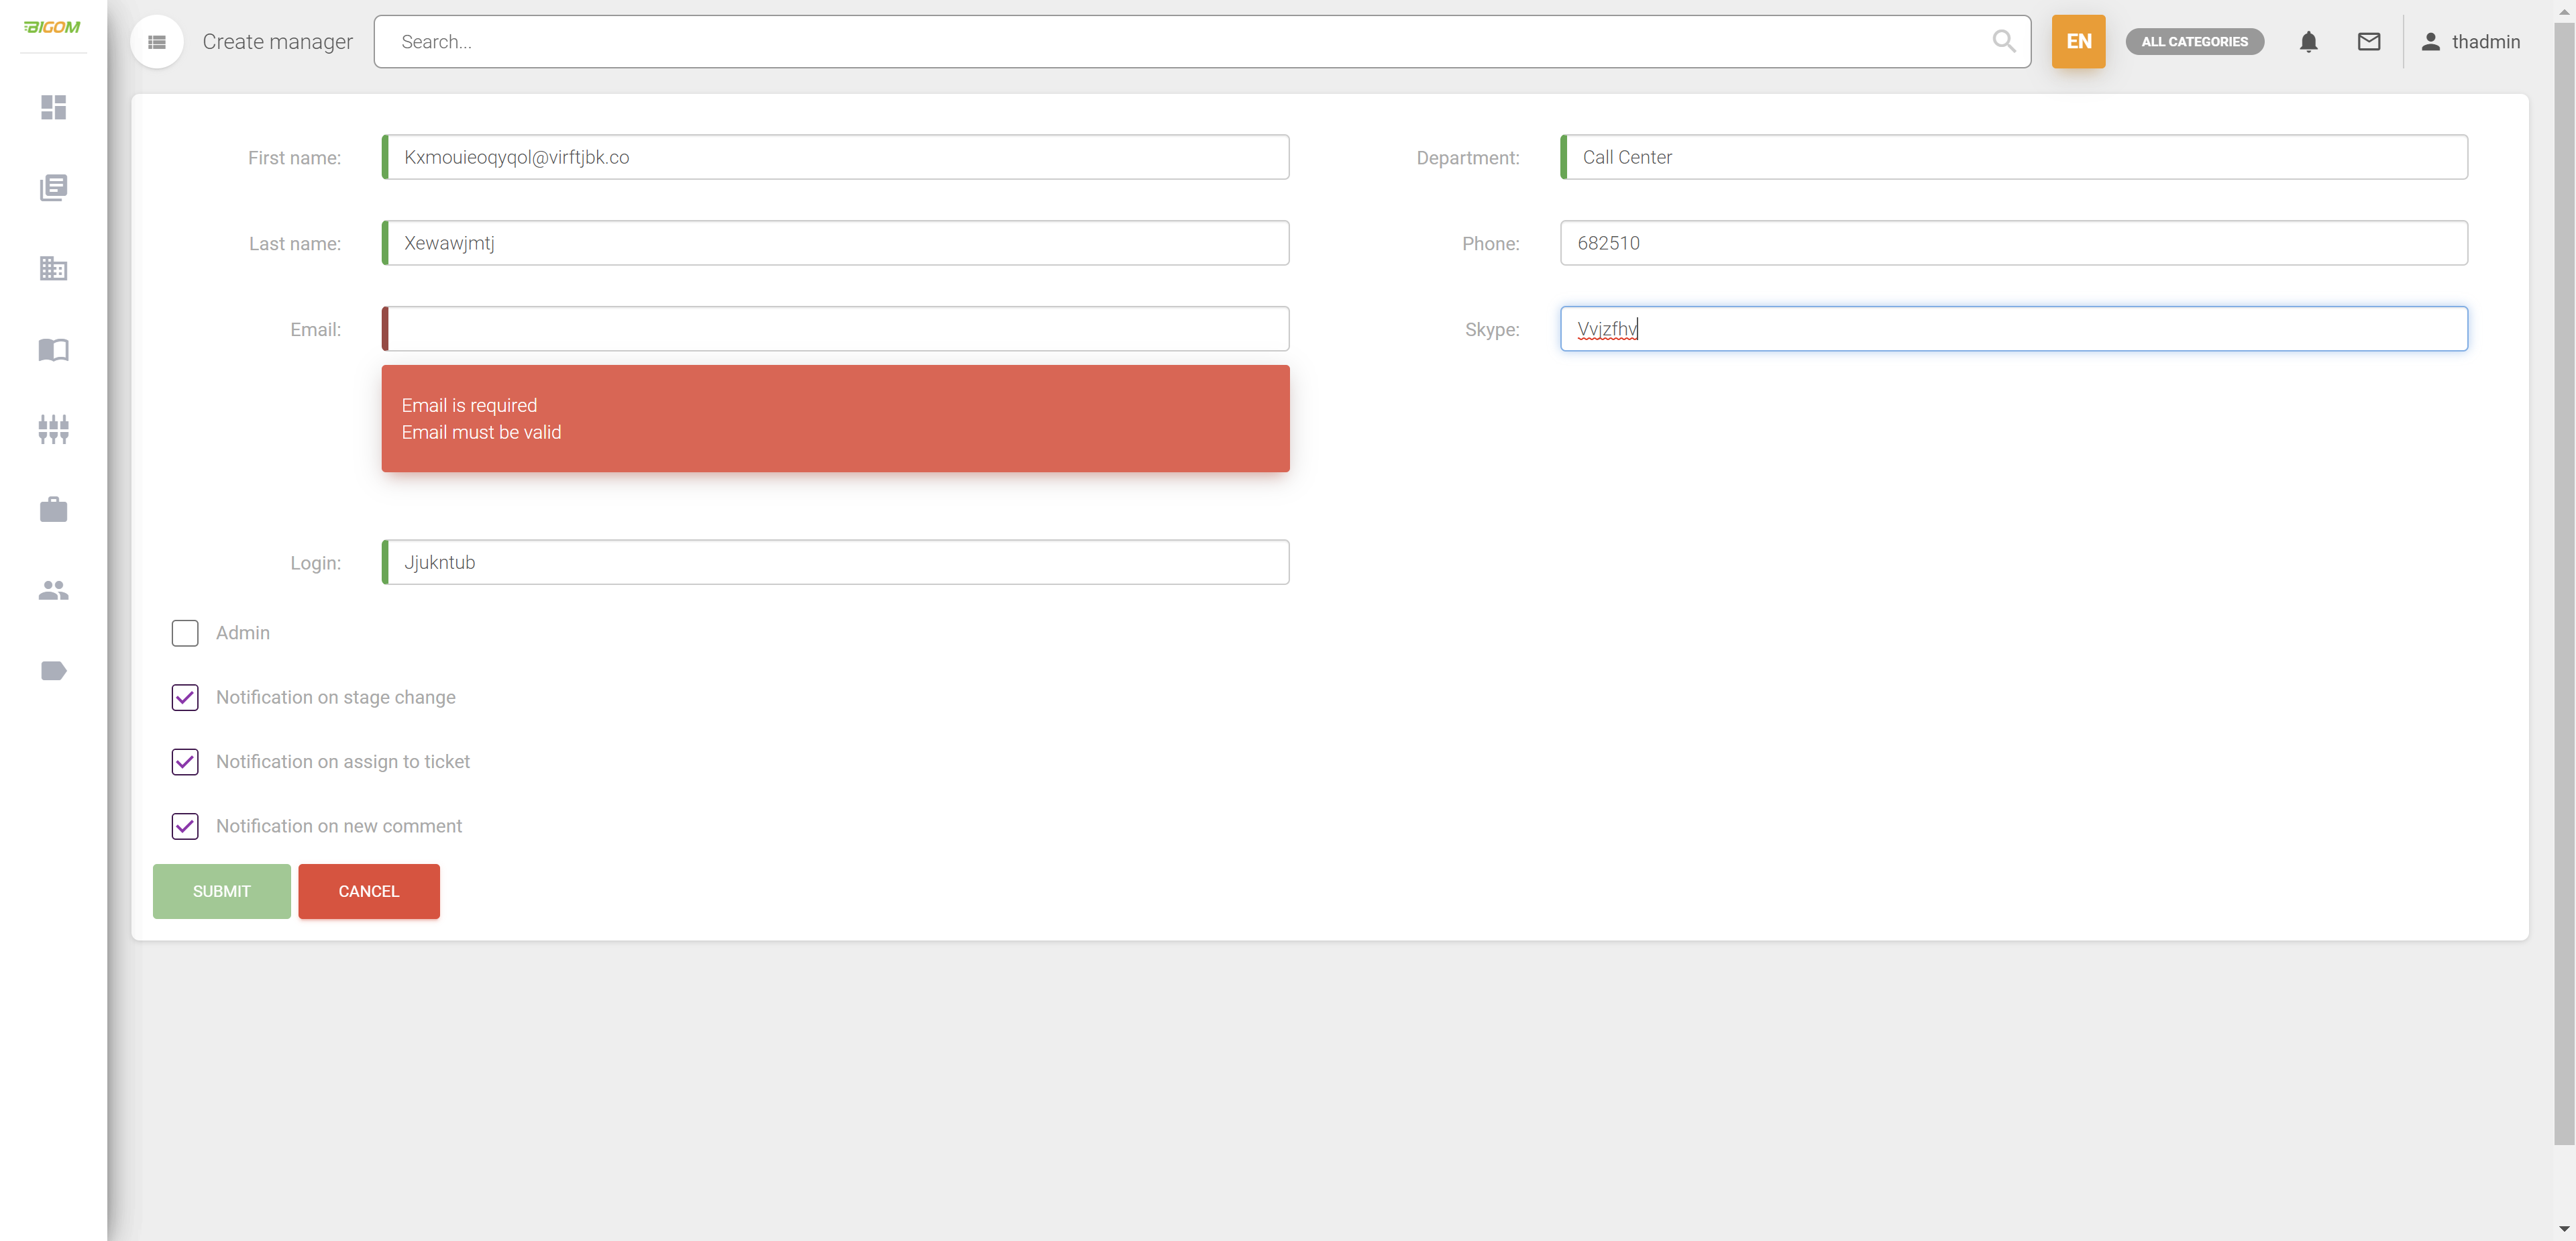 BIGOM
Create manager
Search...
EN
ALL CATEGORIES
thadmin
First name:
Kxmouieoqyqol@virftjbk.co
Department:
Call Center
Last name:
Xewawjmtj
Phone:
682510
Email:
Skype:
Vvjzfhv
Email is required
Email must be valid
Login:
Jjukntub
Admin
Notification on stage change
Notification on assign to ticket
Notification on new comment
SUBMIT
CANCEL